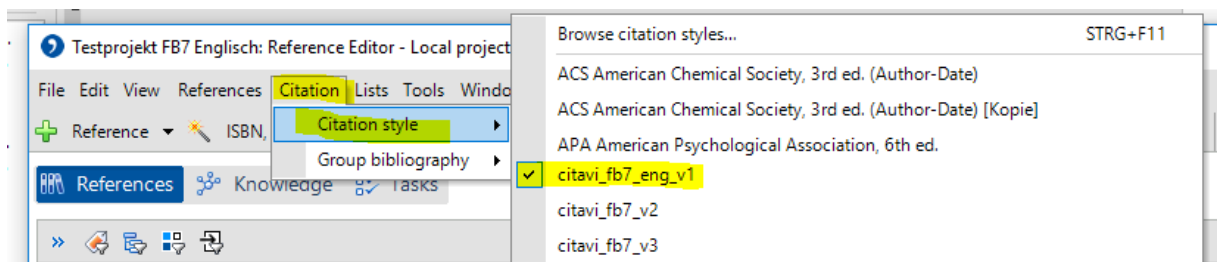 Testprojekt FB7 Englisch: Reference Editor - Local project
File Edit View References Citation Lists Tools Windo
Reference ISBN,
Citation style
Group bibliography
References Knowledge Tasks
Browse citation styles... STRG+F11
ACS American Chemical Society, 3rd ed. (Author-Date)
ACS American Chemical Society, 3rd ed. (Author-Date) [Kopie]
APA American Psychological Association, 6th ed.
citavi_fb7_eng_v1
citavi_fb7_v2
citavi_fb7_v3